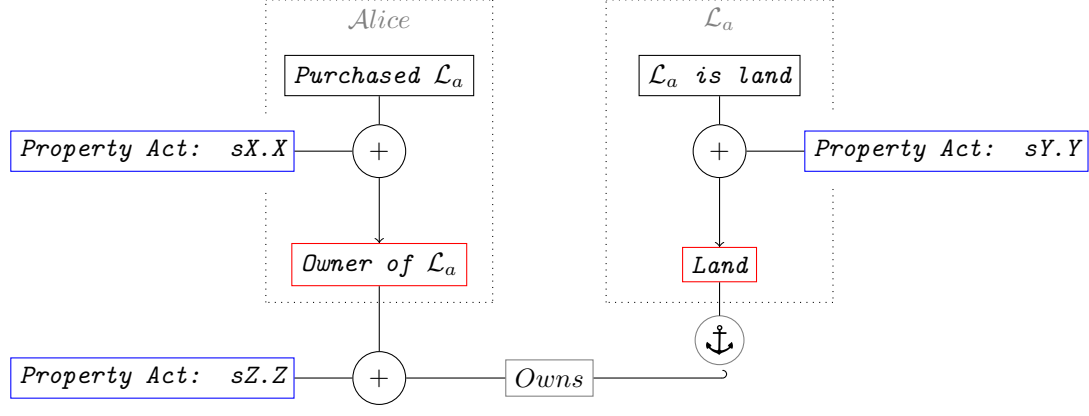 Alice
ℒₐ
Purchased ℒₐ
ℒₐ is land
Property Act: sX.X
+
+
Property Act: sY.Y
Owner of ℒₐ
Land
Property Act: sZ.Z
+
Owns